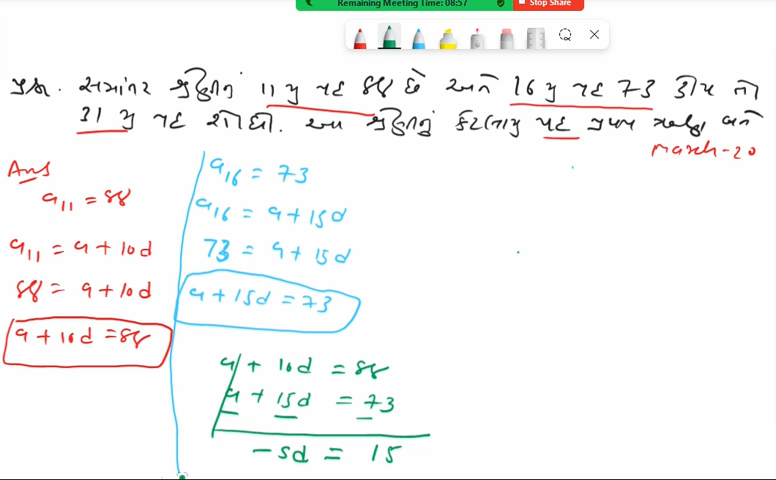 Remaining Meeting Time: 08:57 Stop Share
પ્રશ્ન. સમાંતર શ્રેણીનું 11 મુ પદ 88 છે અને 16 મુ પદ 73 હોય તો
31 મુ પદ શોધો. આ શ્રેણીનું કેટલામુ પદ પ્રથમ બને
March-20
Ans
a11 = 88
a11 = a + 10d
88 = a + 10d
a + 10d = 88
a16 = 73
a16 = a + 15d
73 = a + 15d
a + 15d = 73
a + 10d = 88
a + 15d = 73
-5d = 15